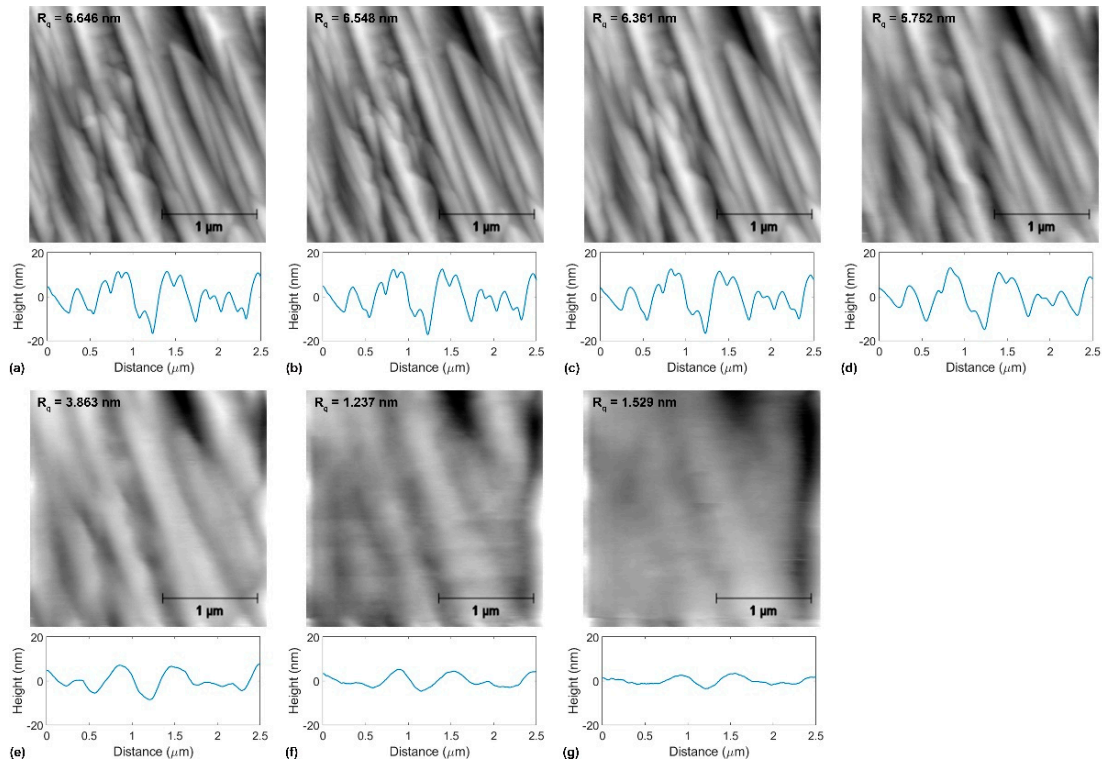 R_q = 6.646 nm
1 µm
20
0
-20
Height (nm)
0 0.5 1 1.5 2 2.5
Distance (µm)
(a)
R_q = 6.548 nm
1 µm
20
0
-20
Height (nm)
0 0.5 1 1.5 2 2.5
Distance (µm)
(b)
R_q = 6.361 nm
1 µm
20
0
-20
Height (nm)
0 0.5 1 1.5 2 2.5
Distance (µm)
(c)
R_q = 5.752 nm
1 µm
20
0
-20
Height (nm)
0 0.5 1 1.5 2 2.5
Distance (µm)
(d)
R_q = 3.863 nm
1 µm
20
0
-20
Height (nm)
0 0.5 1 1.5 2 2.5
Distance (µm)
(e)
R_q = 1.237 nm
1 µm
20
0
-20
Height (nm)
0 0.5 1 1.5 2 2.5
Distance (µm)
(f)
R_q = 1.529 nm
1 µm
20
0
-20
Height (nm)
0 0.5 1 1.5 2 2.5
Distance (µm)
(g)